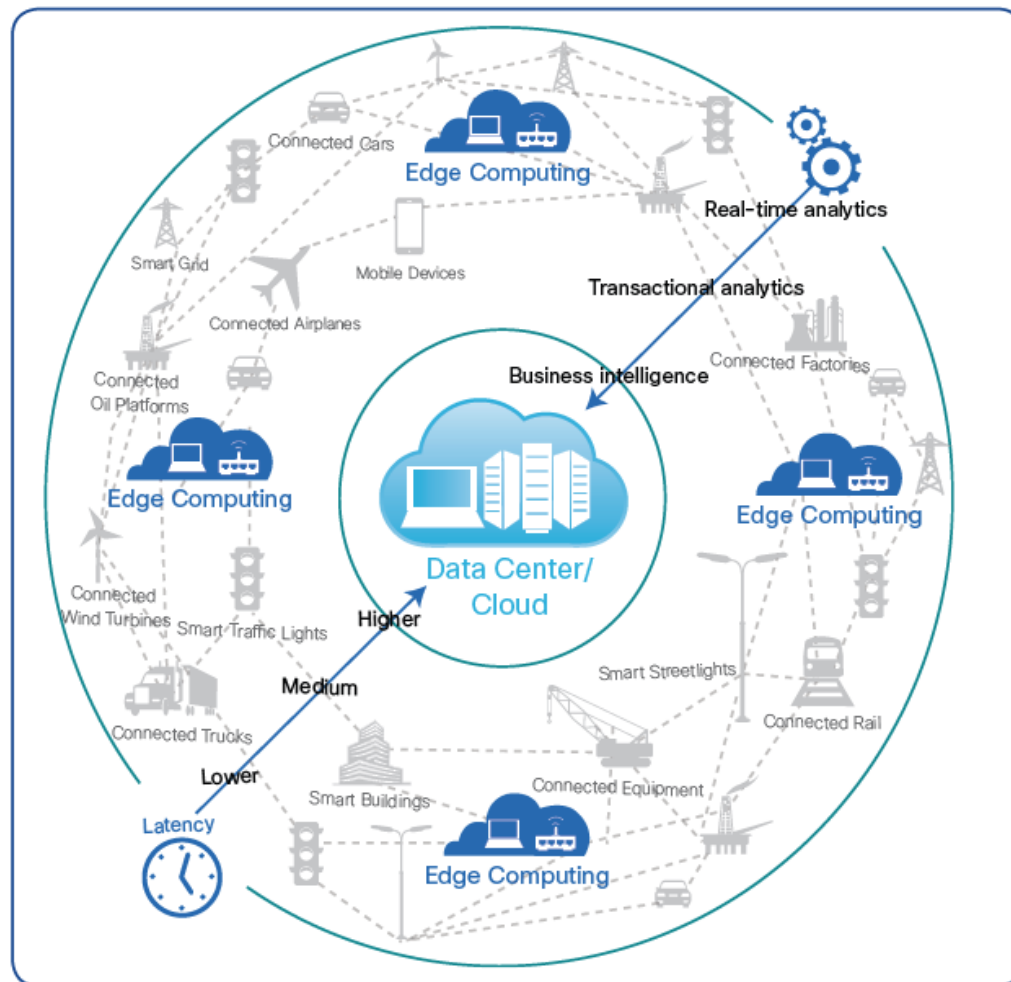 Edge Computing
Connected Cars
Real-time analytics
Smart Grid
Mobile Devices
Transactional analytics
Connected Airplanes
Connected Factories
Business intelligence
Connected
Oil Platforms
Edge Computing
Edge Computing
Data Center/
Cloud
Connected
Wind Turbines
Higher
Smart Traffic Lights
Smart Streetlights
Medium
Connected Rail
Connected Trucks
Lower
Connected Equipment
Smart Buildings
Latency
Edge Computing